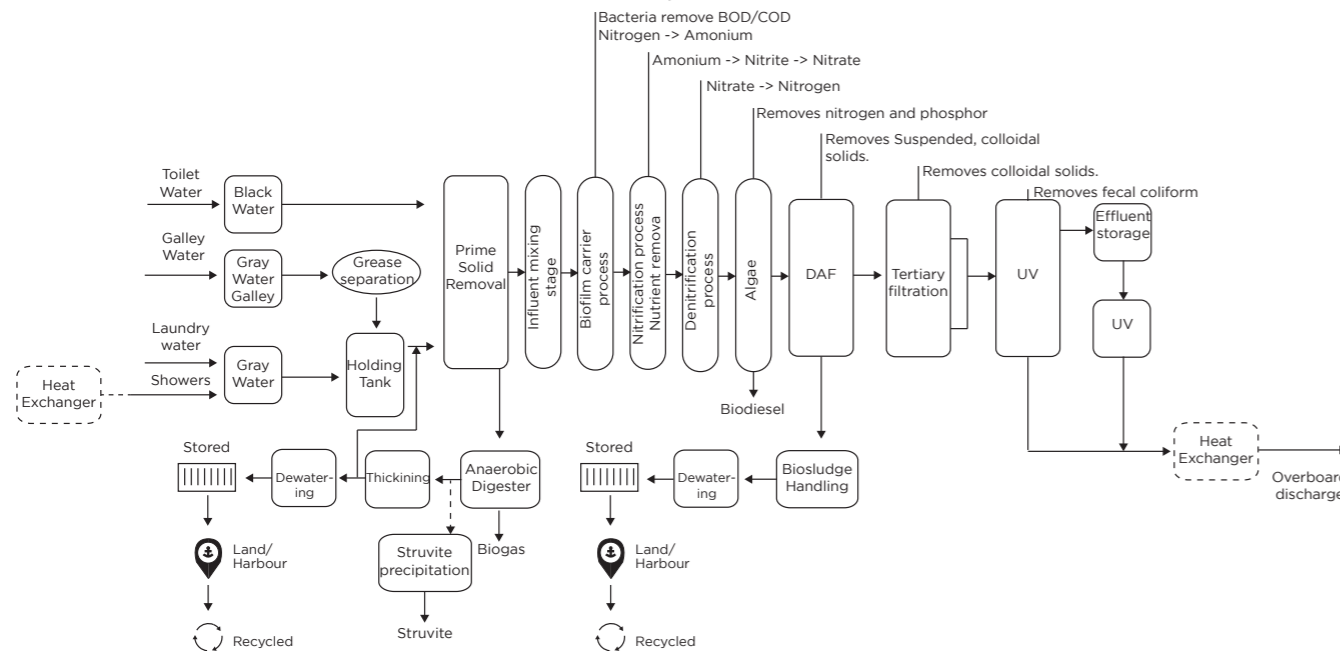 Bacteria remove BOD/COD
Nitrogen -> Amonium
Amonium -> Nitrite -> Nitrate
Nitrate -> Nitrogen
Removes nitrogen and phosphor
Removes Suspended, colloidal
solids.
Removes colloidal solids.
Removes fecal coliform
Toilet
Water
Black
Water
Galley
Water
Gray
Water
Galley
Grease
separation
Laundry
water
Showers
Heat
Exchanger
Gray
Water
Holding
Tank
Prime
Solid
Removal
Influent mixing
stage
Biofilm carrier
process
Nitrification process
Nutrient remova
Denitrification
process
Algae
DAF
Tertiary
filtration
UV
Effluent
storage
UV
Biodiesel
Heat
Exchanger
Overboard
discharge
Stored
Dewater-
ing
Thickining
Anaerobic
Digester
Biogas
Struvite
precipitation
Struvite
Land/
Harbour
Recycled
Stored
Dewater-
ing
Biosludge
Handling
Land/
Harbour
Recycled